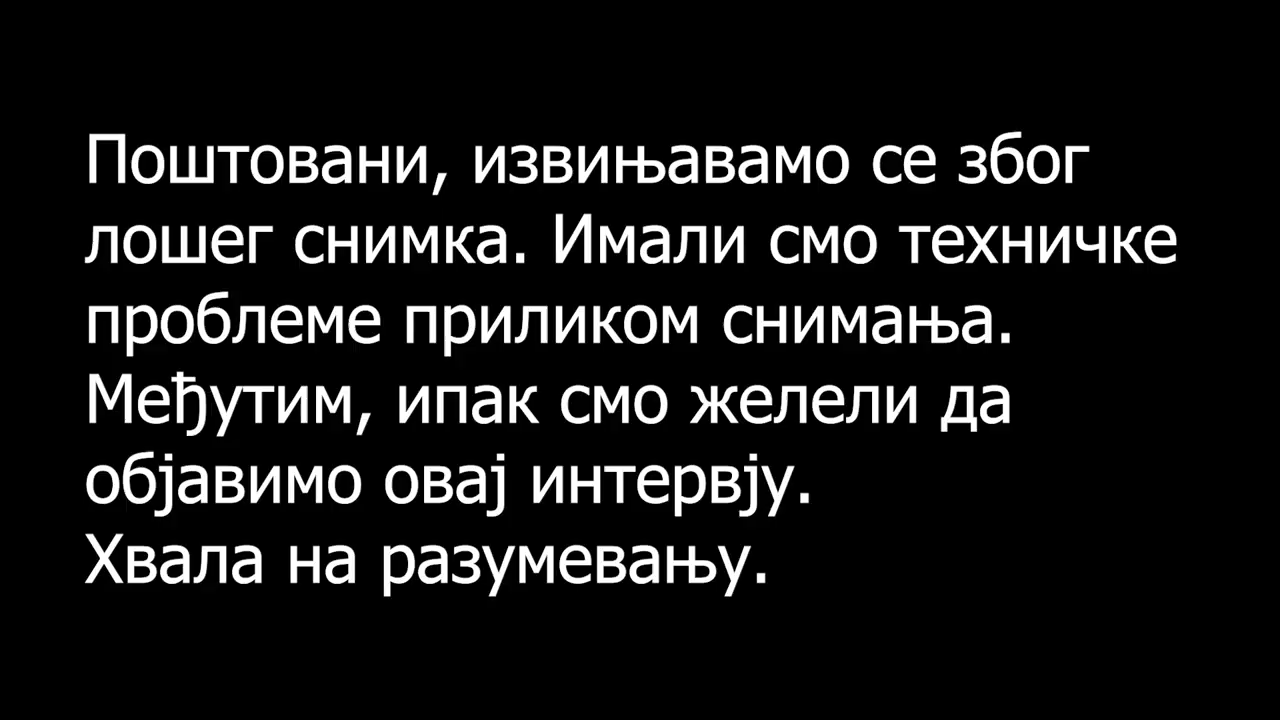 Поштовани, извињавамо се због
лошег снимка. Имали смо техничке
проблеме приликом снимања.
Међутим, ипак смо желели да
објавимо овај интервју.
Хвала на разумевању.